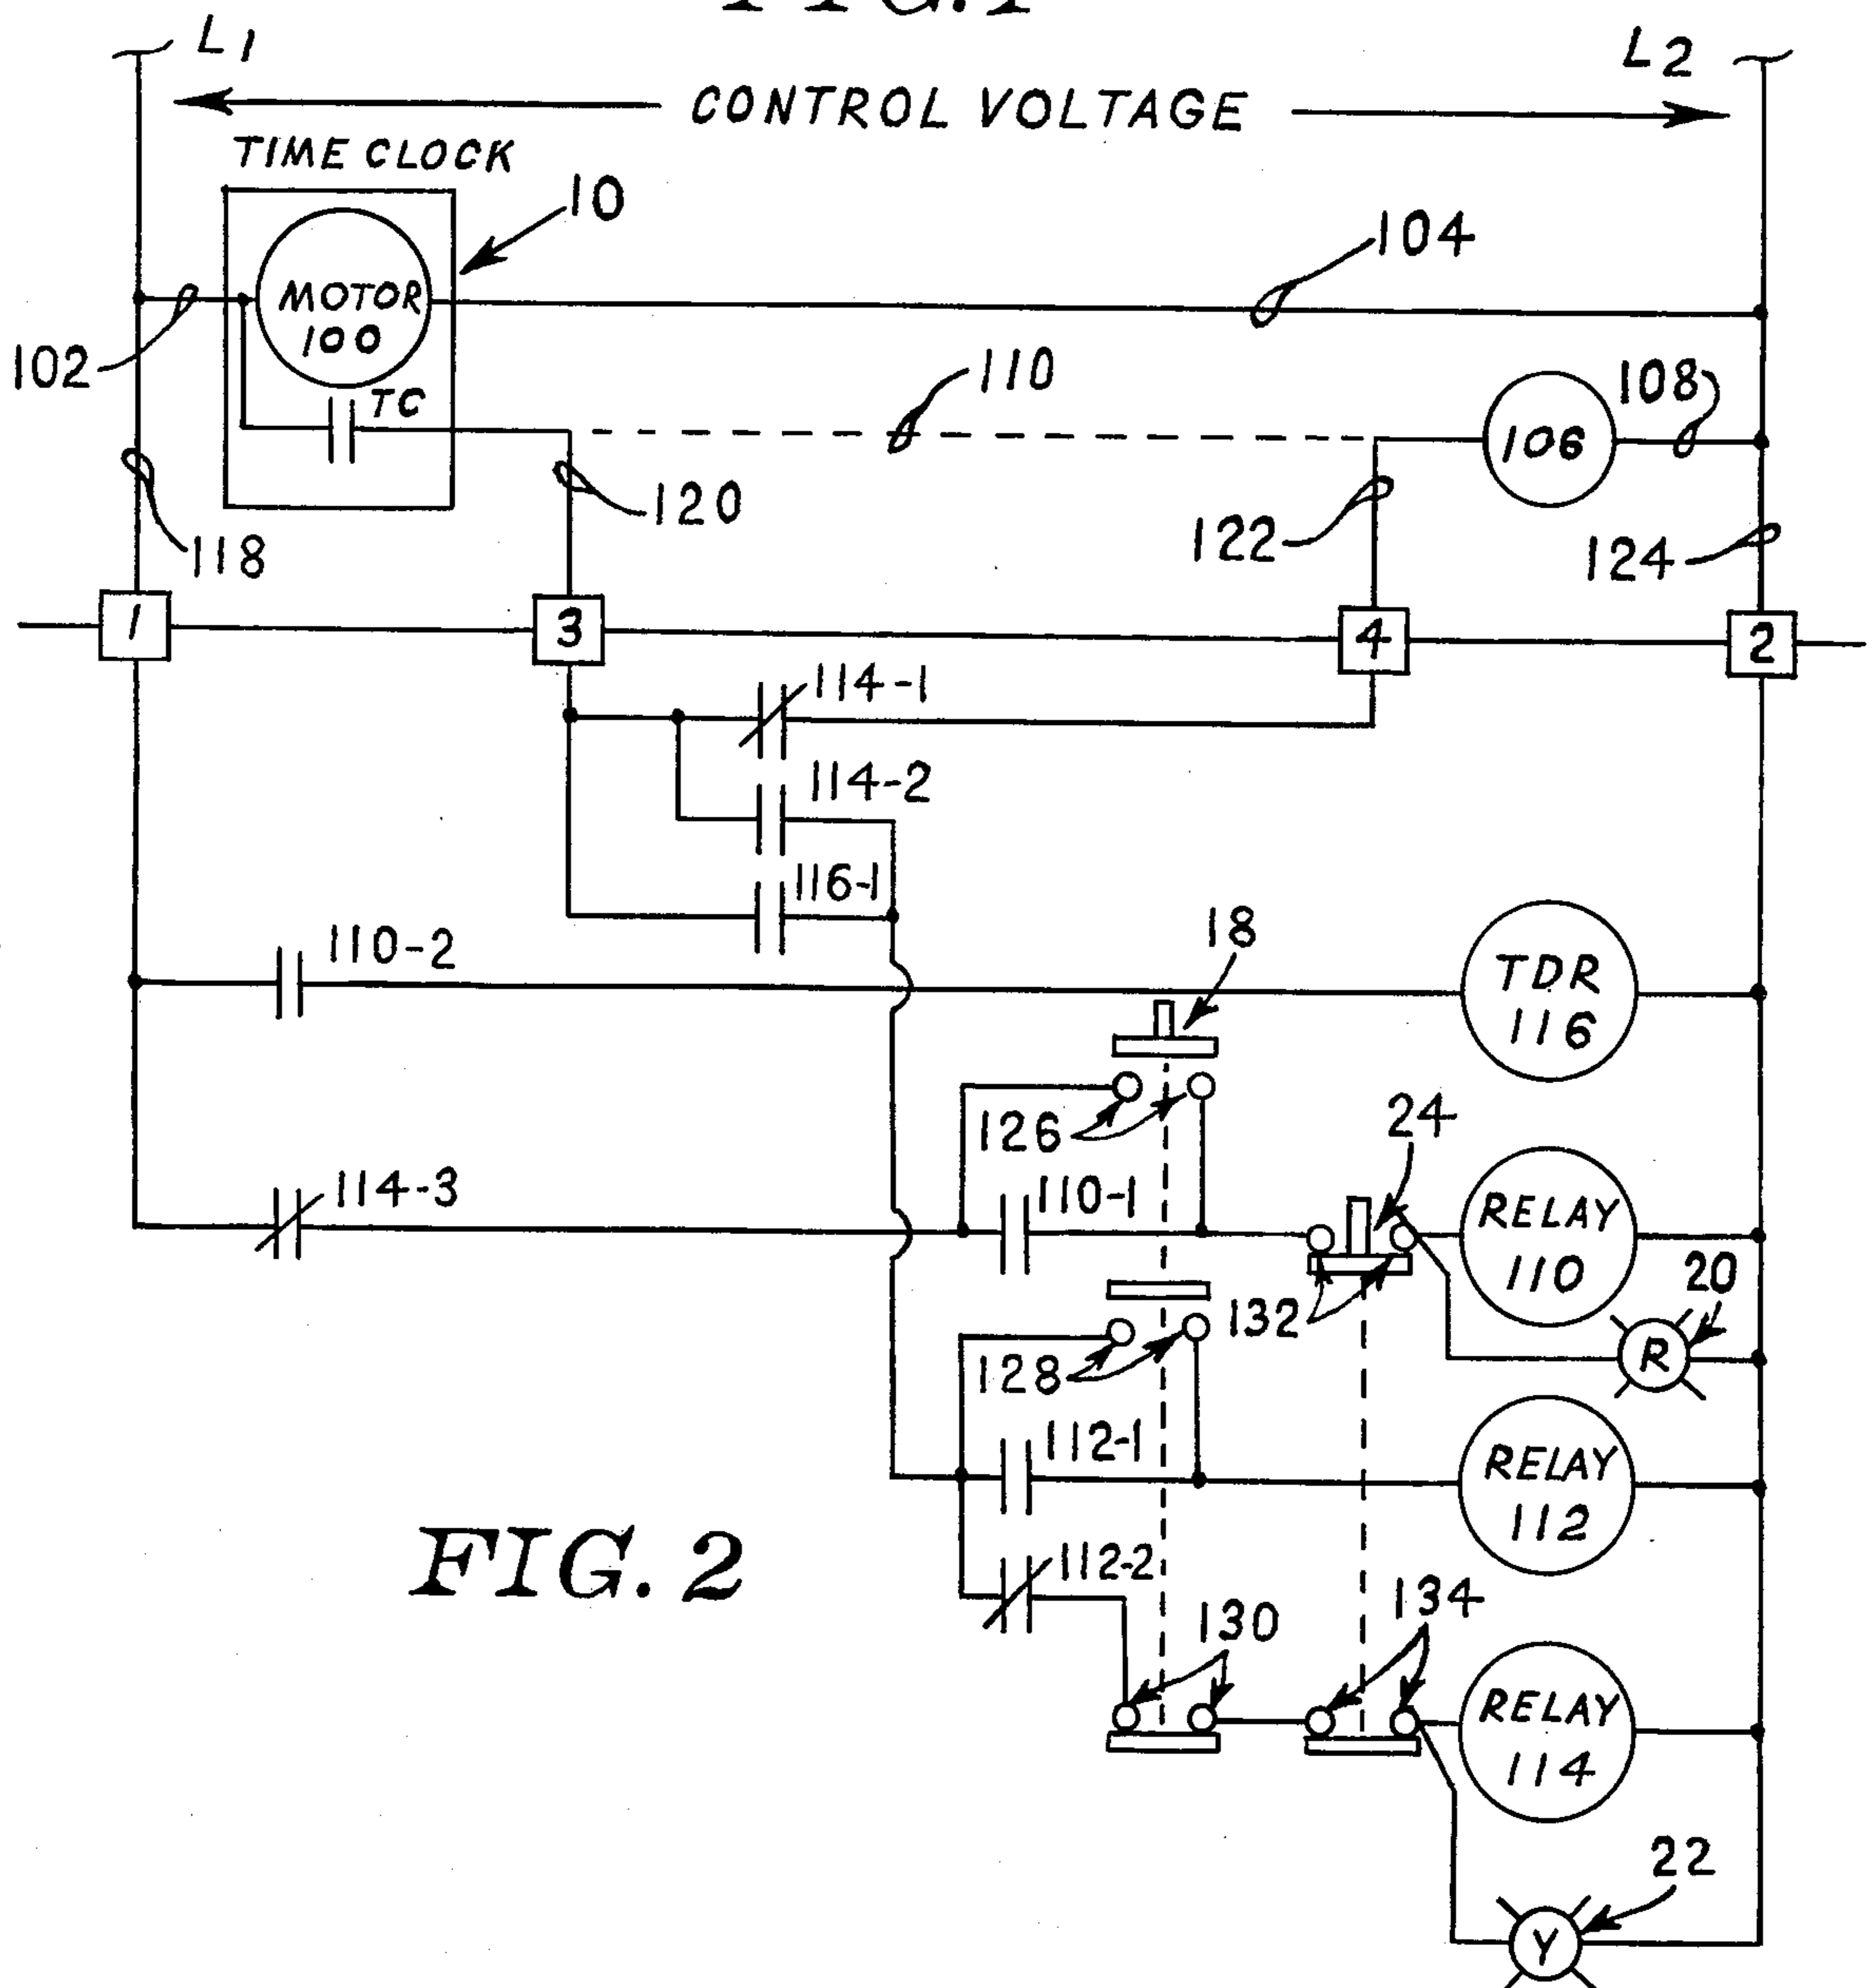 FIG. 1
L1
L2
CONTROL VOLTAGE
TIME CLOCK
10
104
MOTOR
100
102
TC
110
108
106
120
122
118
124
1
3
4
2
114-1
114-2
116-1
110-2
18
TDR
116
126
24
114-3
110-1
RELAY
110
20
132
R
128
112-1
RELAY
112
FIG. 2
112-2
134
130
RELAY
114
22
Y